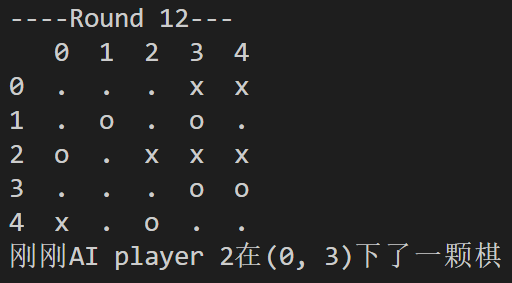 ----Round 12---
   0  1  2  3  4
0  .  .  .  x  x
1  .  o  .  o  .
2  o  .  x  x  x
3  .  .  .  o  o
4  x  .  o  .  .
刚刚AI player 2在(0, 3)下了一颗棋